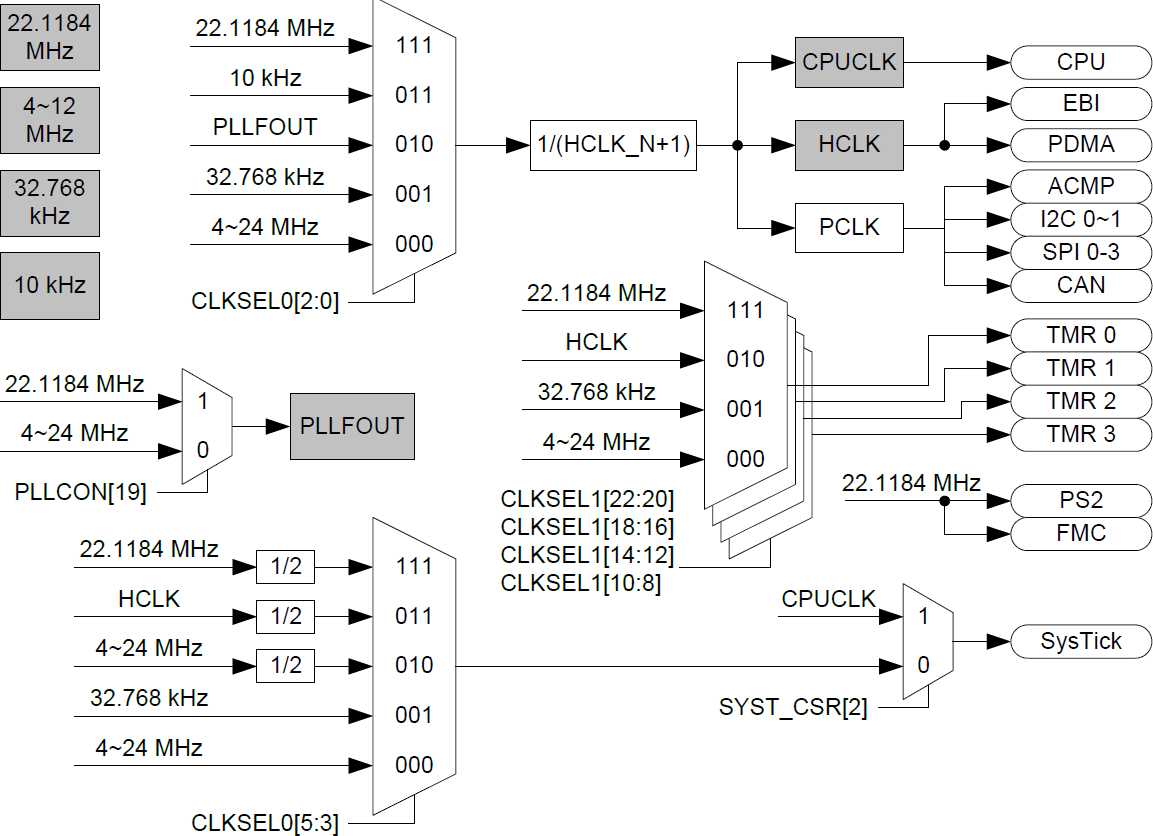 22.1184
MHz
4~12
MHz
32.768
kHz
10 kHz
22.1184 MHz
10 kHz
PLLFOUT
32.768 kHz
4~24 MHz
111
011
010
001
000
CLKSEL0[2:0]
1/(HCLK_N+1)
CPUCLK
HCLK
PCLK
CPU
EBI
PDMA
ACMP
I2C 0~1
SPI 0-3
CAN
22.1184 MHz
4~24 MHz
1
0
PLLCON[19]
PLLFOUT
22.1184 MHz
HCLK
32.768 kHz
4~24 MHz
111
010
001
000
CLKSEL1[22:20]
CLKSEL1[18:16]
CLKSEL1[14:12]
CLKSEL1[10:8]
TMR 0
TMR 1
TMR 2
TMR 3
22.1184 MHz
PS2
FMC
22.1184 MHz
HCLK
4~24 MHz
32.768 kHz
4~24 MHz
1/2
1/2
1/2
111
011
010
001
000
CLKSEL0[5:3]
CPUCLK
1
0
SYST_CSR[2]
SysTick